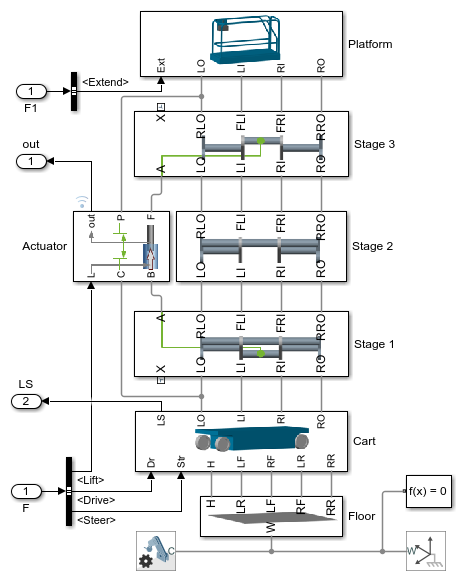 Platform
Ext LO LI RI RO
<Extend>
1
F1
X RLO FLI FRI RRO
Stage 3
A LO LI RI RO
out
1
out P F
RLO FLI FRI RRO
Actuator
Stage 2
L C B
LO LI RI RO
A RLO FLI FRI RRO
Stage 1
X LO LI RI RO
LS
2
LS LO LI RI RO
Cart
Dr Str H LF RF LR RR
<Lift>
1
F
<Drive>
<Steer>
H LR LF RF RR
Floor
W
f(x) = 0
C
W